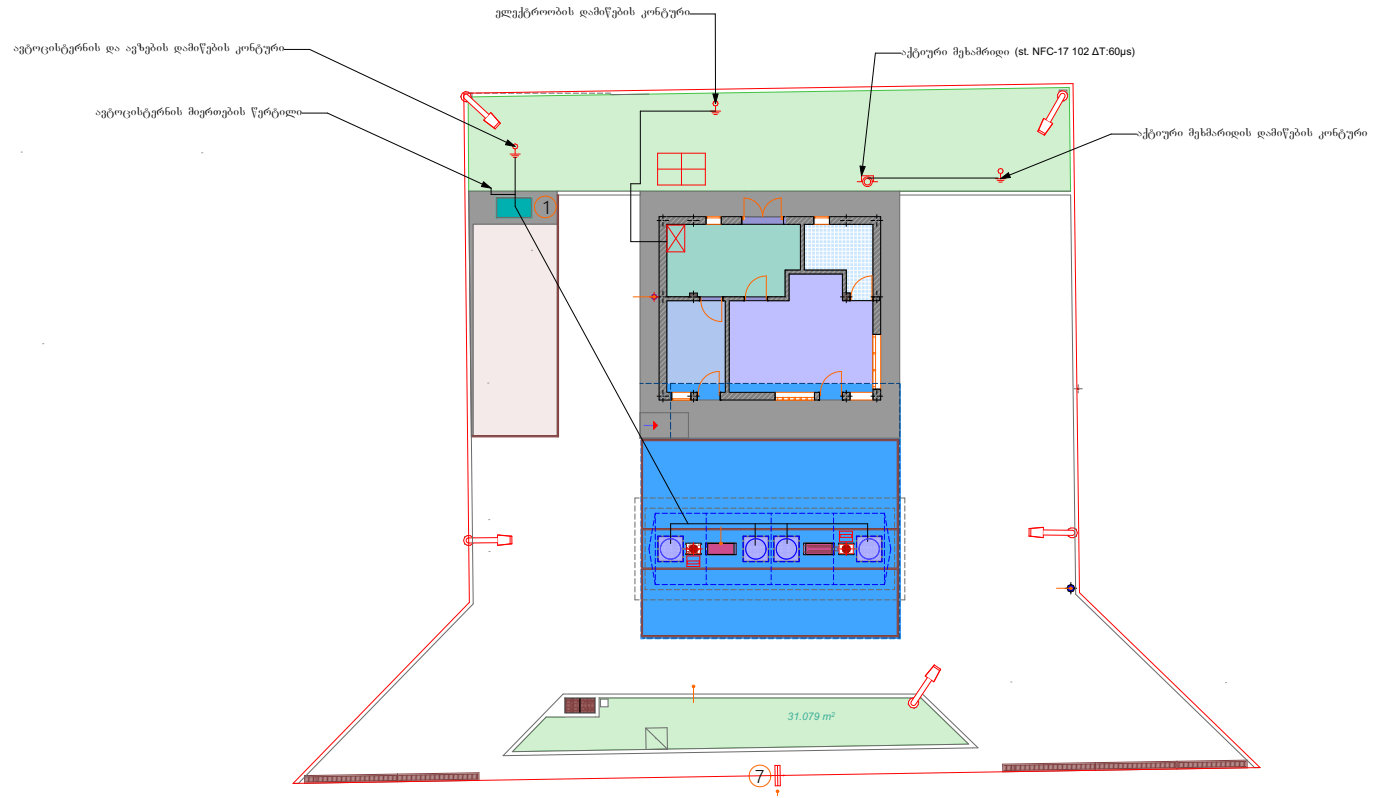 ელექტროობის დამიწების კონტური
ავტოცისტერნის და ავზების დამიწების კონტური
აქტიური მეხამრიდი (st. NFC-17 102 ΔT:60µs)
ავტოცისტერნის მიერთების წერტილი
აქტიური მეხმარიდის დამიწების კონტური
1
31.079 m²
7